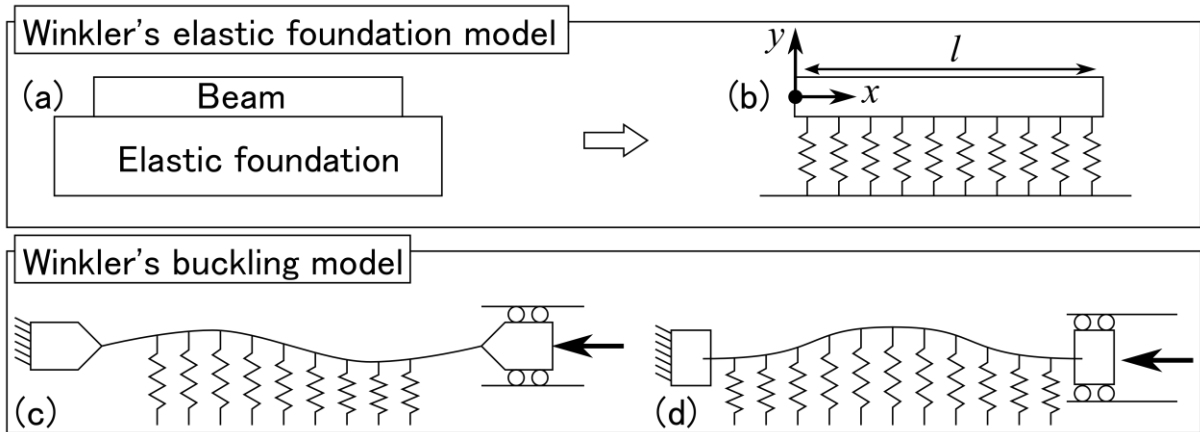 Winkler's elastic foundation model
(a)
Beam
Elastic foundation
(b)
y
l
x
Winkler's buckling model
(c)
(d)